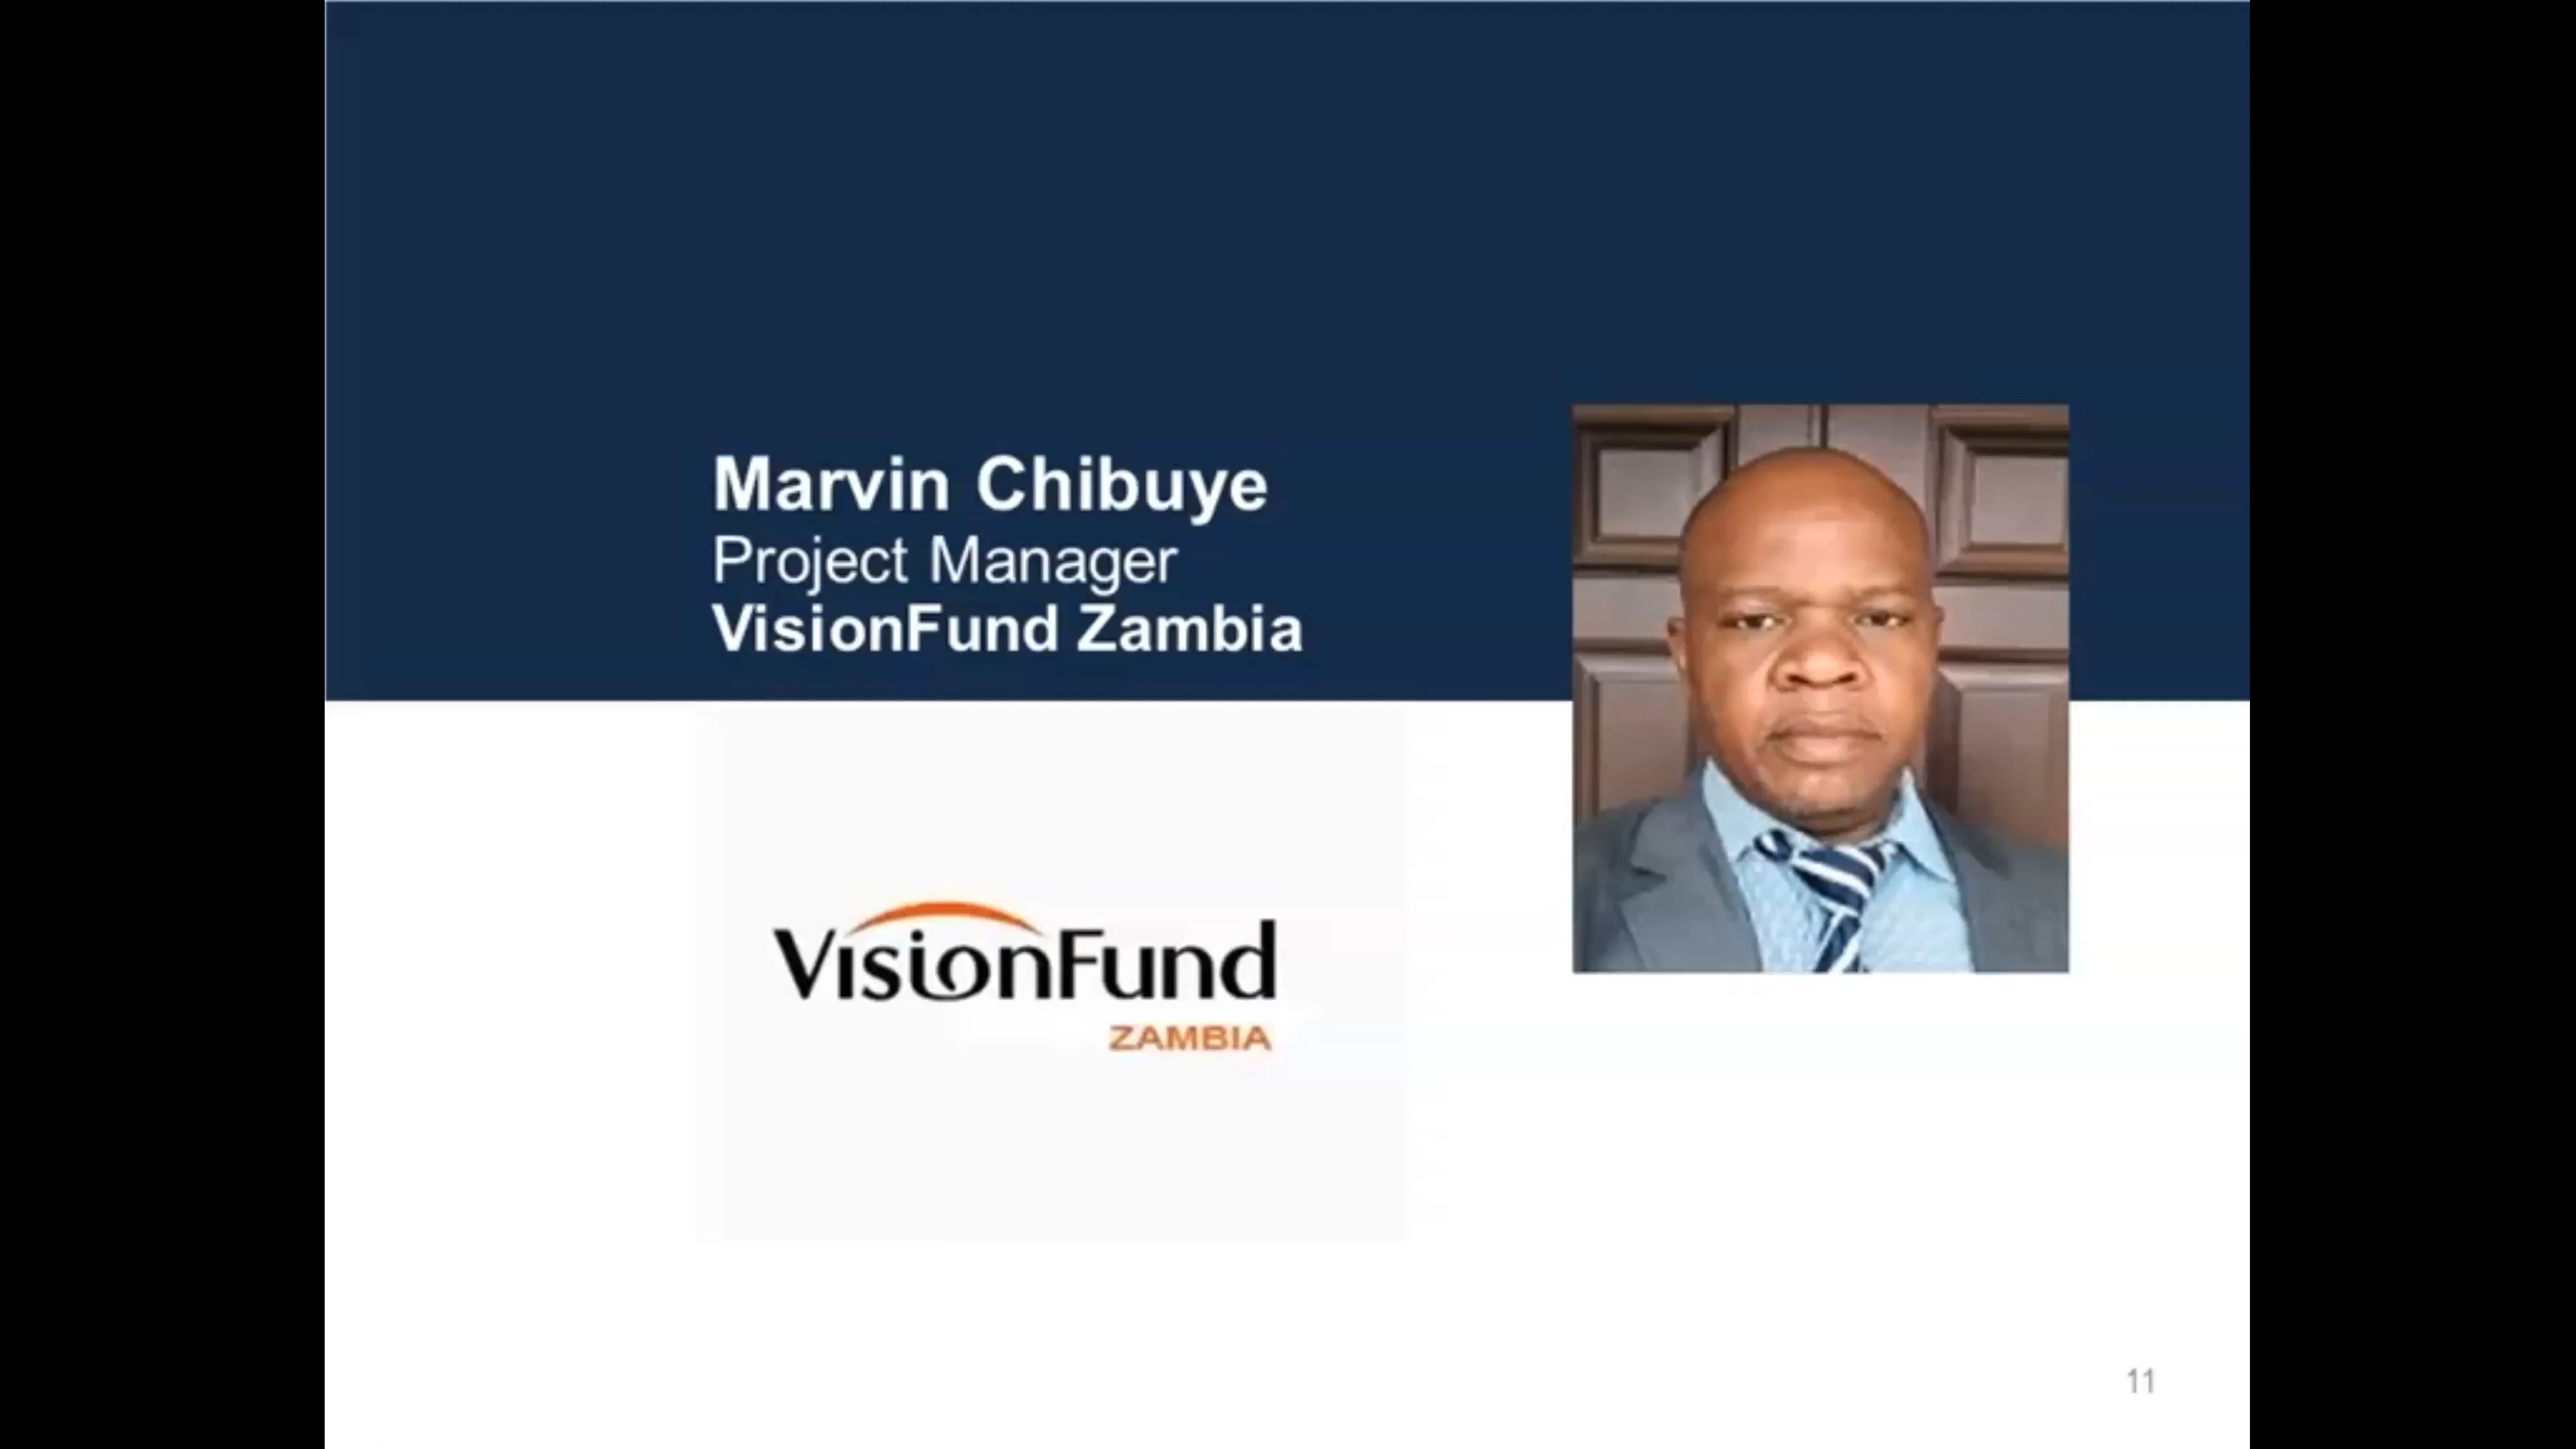 Marvin Chibuye
Project Manager
VisionFund Zambia
VisionFund
ZAMBIA
11